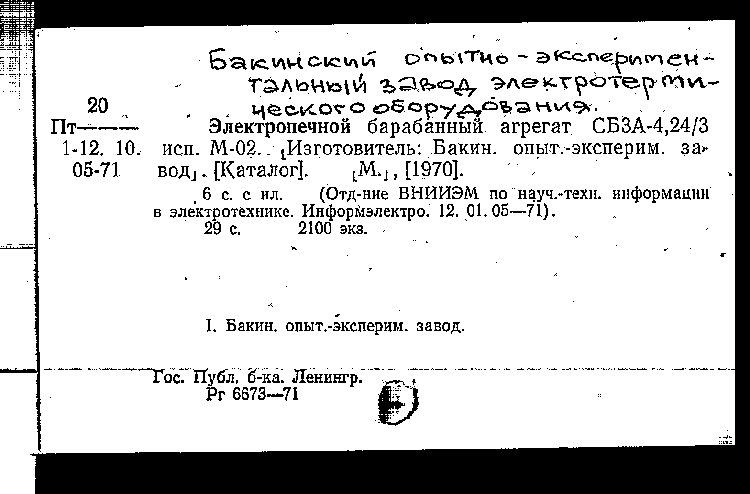 Бакинский опытно-эксперимен-
тальный завод электротерми-
ческого оборудования.
20
Пт———
Электропечной барабанный агрегат СБЗА-4,24/3
1-12. 10. исп. М-02. [Изготовитель: Бакин. опыт.-эксперим. за-
05-71 вод]. [Каталог]. [М.], [1970].
6 с. с ил. (Отд-ние ВНИИЭМ по науч.-техн. информации
в электротехнике. Информэлектро. 12. 01. 05—71).
29 с. 2100 экз.
I. Бакин. опыт.-эксперим. завод.
Гос. Публ. б-ка. Ленингр.
Рг 6673—71